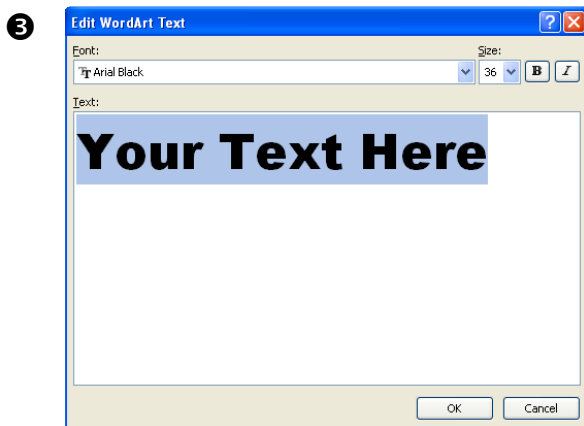 ❸
Edit WordArt Text
Font: Size:
Arial Black 36 B I
Text:
Your Text Here
OK Cancel